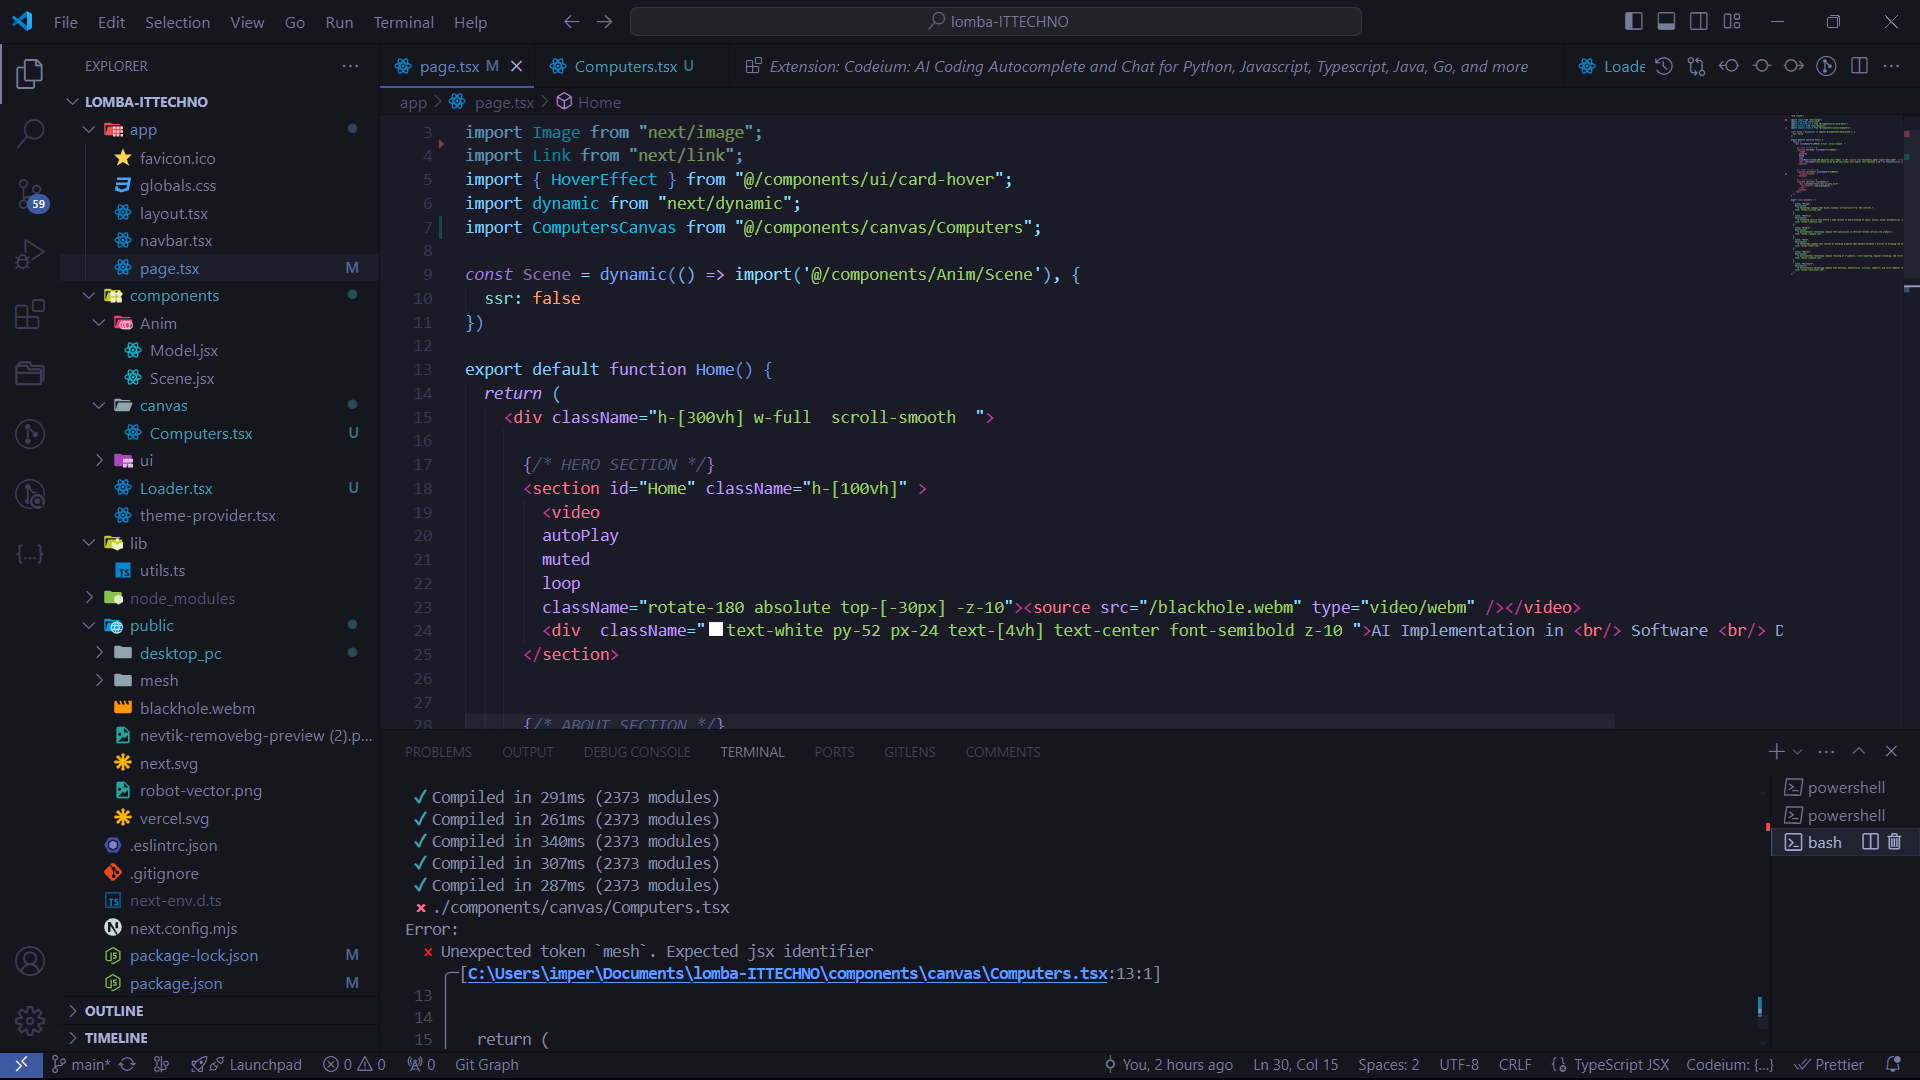 File Edit Selection View Go Run Terminal Help
lomba-ITTECHNO
EXPLORER
LOMBA-ITTECHNO
app
favicon.ico
globals.css
layout.tsx
navbar.tsx
page.tsx M
components
Anim
Model.jsx
Scene.jsx
canvas
Computers.tsx U
ui
Loader.tsx U
theme-provider.tsx
lib
TS utils.ts
node_modules
public
desktop_pc
mesh
blackhole.webm
nevtik-removebg-preview (2).p...
next.svg
robot-vector.png
vercel.svg
.eslintrc.json
.gitignore
TS next-env.d.ts
next.config.mjs
package-lock.json M
package.json M
OUTLINE
TIMELINE
59
page.tsx M
Computers.tsx U
Extension: Codeium: AI Coding Autocomplete and Chat for Python, Javascript, Typescript, Java, Go, and more
Loade
app > page.tsx > Home
3 import Image from "next/image";
4 import Link from "next/link";
5 import { HoverEffect } from "@/components/ui/card-hover";
6 import dynamic from "next/dynamic";
7 import ComputersCanvas from "@/components/canvas/Computers";
8
9 const Scene = dynamic(() => import('@/components/Anim/Scene'), {
10 ssr: false
11 })
12
13 export default function Home() {
14 return (
15 <div className="h-[300vh] w-full  scroll-smooth  ">
16
17 {/* HERO SECTION */}
18 <section id="Home" className="h-[100vh]" >
19 <video
20 autoPlay
21 muted
22 loop
23 className="rotate-180 absolute top-[-30px] -z-10"><source src="/blackhole.webm" type="video/webm" /></video>
24 <div  className="text-white py-52 px-24 text-[4vh] text-center font-semibold z-10 ">AI Implementation in <br/> Software <br/> D
25 </section>
26
27
28 {/* ABOUT SECTION */}
PROBLEMS OUTPUT DEBUG CONSOLE TERMINAL PORTS GITLENS COMMENTS
✓ Compiled in 291ms (2373 modules)
✓ Compiled in 261ms (2373 modules)
✓ Compiled in 340ms (2373 modules)
✓ Compiled in 307ms (2373 modules)
✓ Compiled in 287ms (2373 modules)
× ./components/canvas/Computers.tsx
Error:
× Unexpected token `mesh`. Expected jsx identifier
[C:\Users\imper\Documents\lomba-ITTECHNO\components\canvas\Computers.tsx:13:1]
13
14
15 return (
powershell
powershell
bash
main* Launchpad 0 0 0 Git Graph
You, 2 hours ago Ln 30, Col 15 Spaces: 2 UTF-8 CRLF TypeScript JSX Codeium: {...} Prettier